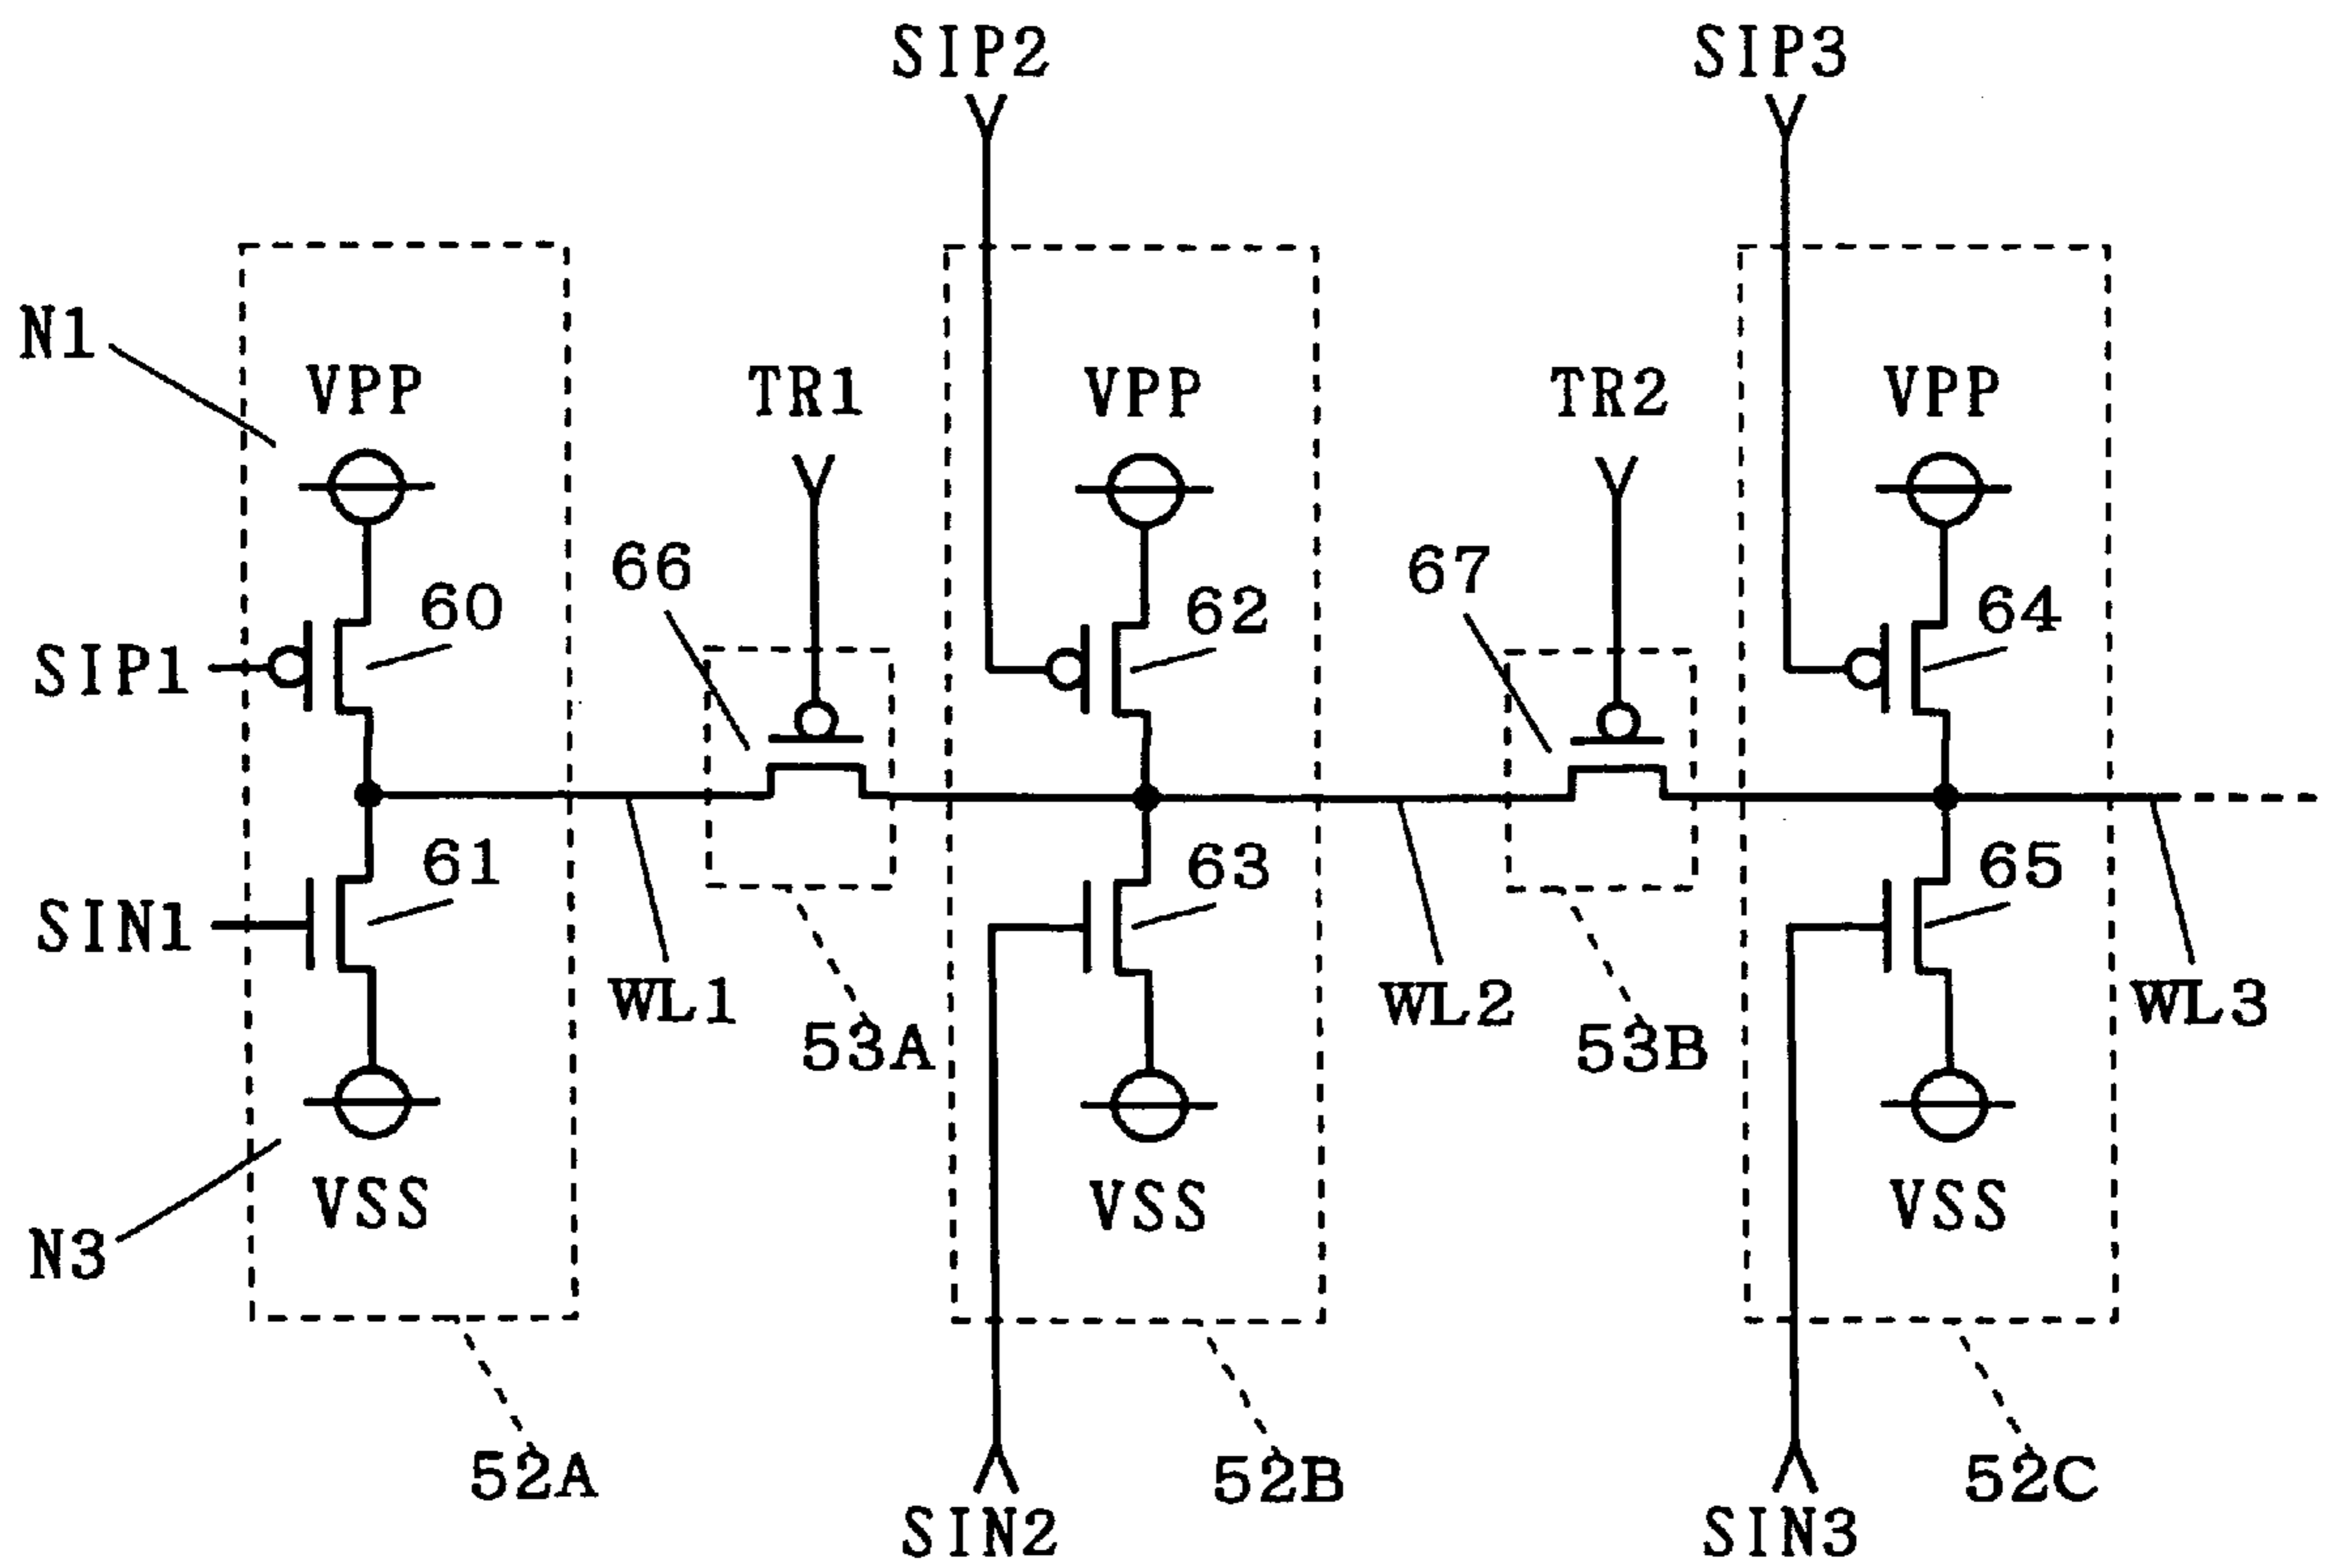 SIP2
SIP3
N1
VPP
TR1
VPP
TR2
VPP
66
67
60
62
64
SIP1
61
63
65
SIN1
WL1
WL2
WL3
53A
53B
VSS
VSS
VSS
N3
52A
52B
52C
SIN2
SIN3